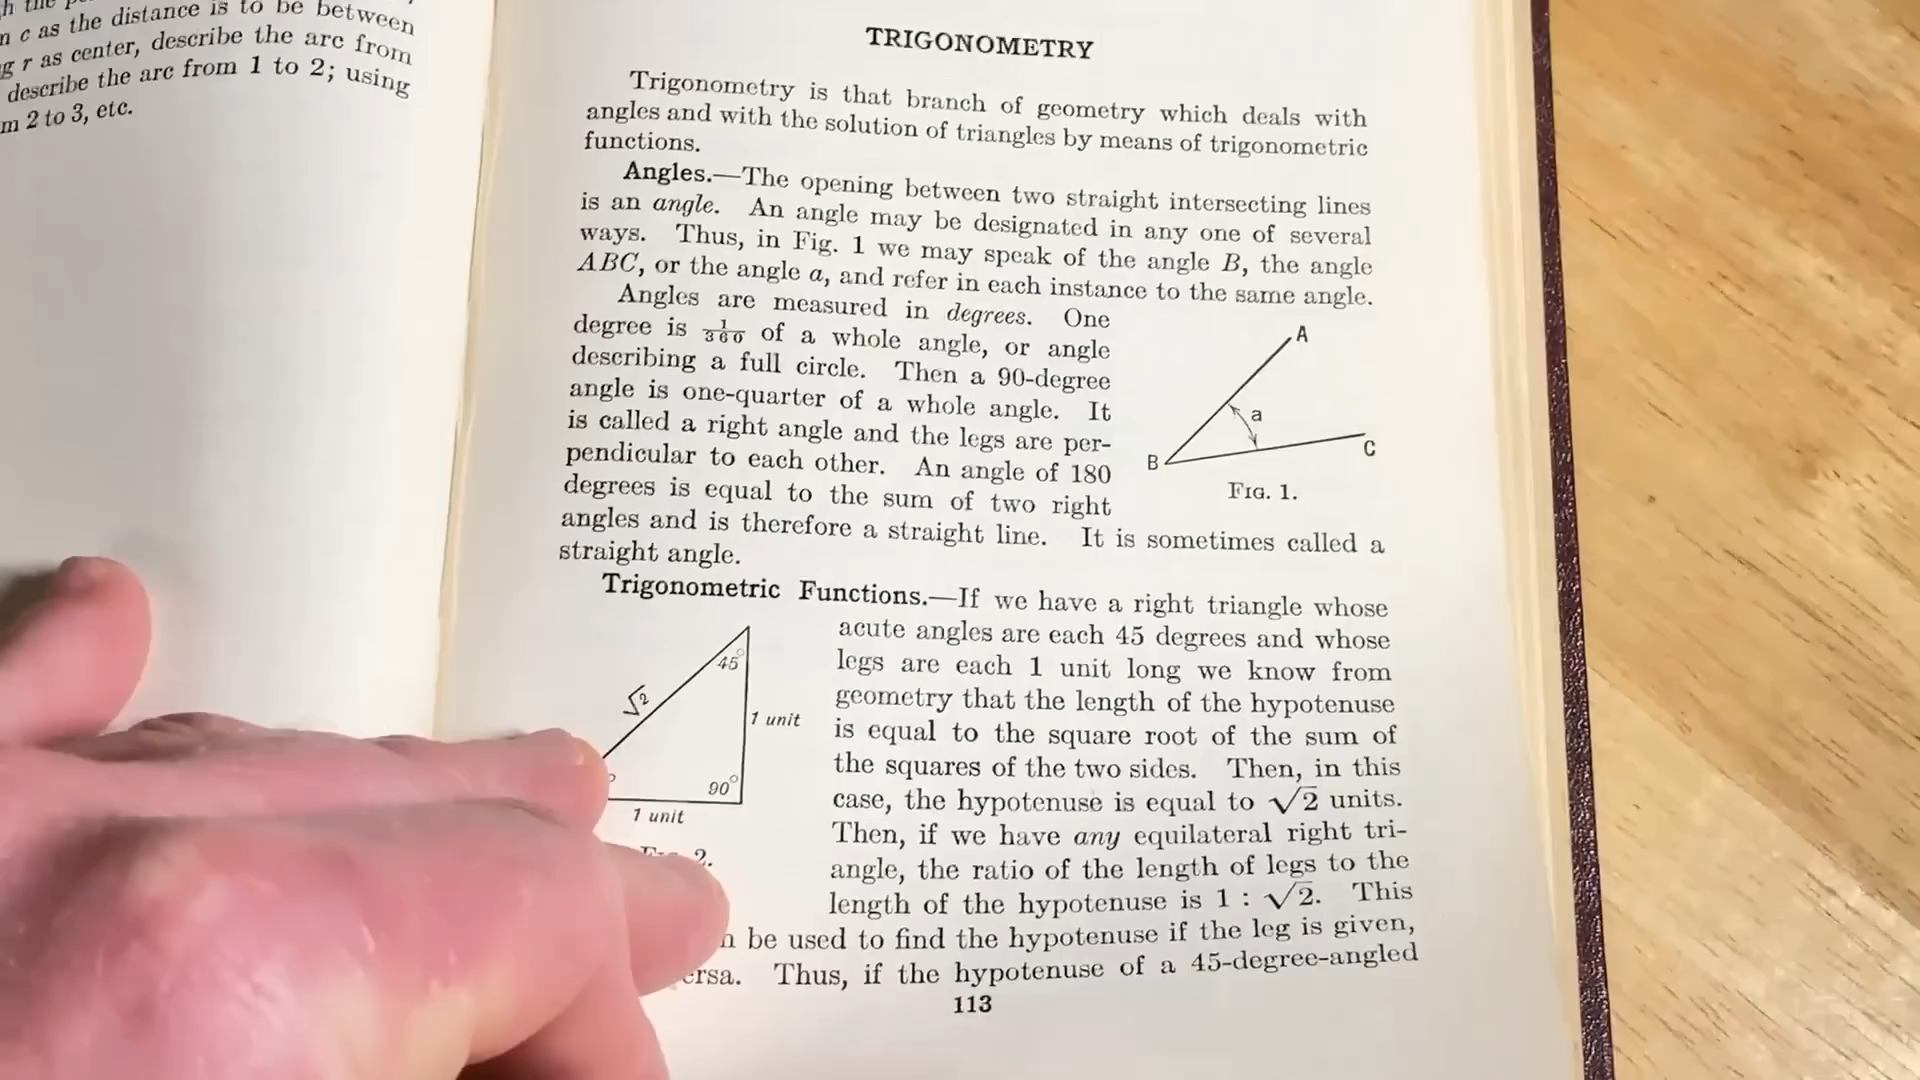 c as the distance is to be between
g r as center, describe the arc from
describe the arc from 1 to 2; using
m 2 to 3, etc.
TRIGONOMETRY
Trigonometry is that branch of geometry which deals with
angles and with the solution of triangles by means of trigonometric
functions.
Angles.—The opening between two straight intersecting lines
is an angle. An angle may be designated in any one of several
ways. Thus, in Fig. 1 we may speak of the angle B, the angle
ABC, or the angle a, and refer in each instance to the same angle.
Angles are measured in degrees. One
degree is 1/360 of a whole angle, or angle
describing a full circle. Then a 90-degree
angle is one-quarter of a whole angle. It
is called a right angle and the legs are per-
pendicular to each other. An angle of 180
degrees is equal to the sum of two right
angles and is therefore a straight line. It is sometimes called a
straight angle.
A
a
B
C
FIG. 1.
Trigonometric Functions.—If we have a right triangle whose
acute angles are each 45 degrees and whose
legs are each 1 unit long we know from
geometry that the length of the hypotenuse
is equal to the square root of the sum of
the squares of the two sides. Then, in this
case, the hypotenuse is equal to √2 units.
Then, if we have any equilateral right tri-
angle, the ratio of the length of legs to the
length of the hypotenuse is 1 : √2. This
45°
√2
1 unit
90°
1 unit
2.
n be used to find the hypotenuse if the leg is given,
ersa. Thus, if the hypotenuse of a 45-degree-angled
113